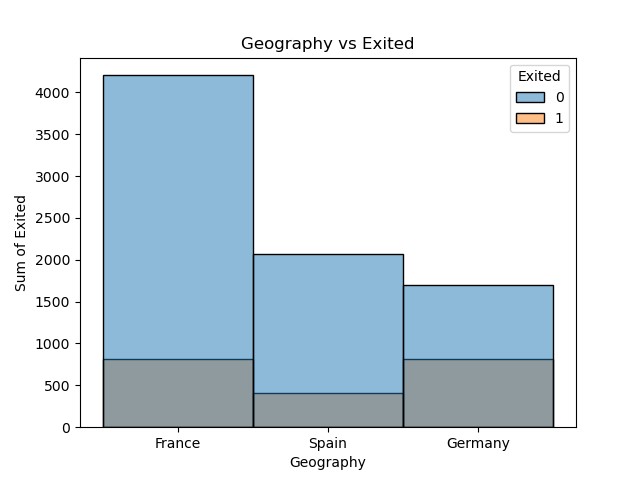 Geography vs Exited
Exited
0
1
Sum of Exited
4000
3500
3000
2500
2000
1500
1000
500
0
France Spain Germany
Geography